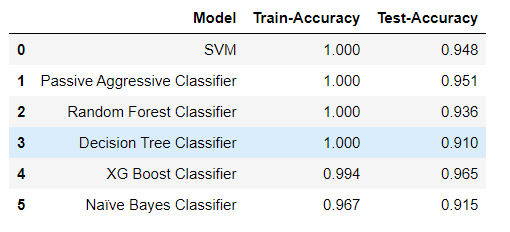 Model Train-Accuracy Test-Accuracy
0 SVM 1.000 0.948
1 Passive Aggressive Classifier 1.000 0.951
2 Random Forest Classifier 1.000 0.936
3 Decision Tree Classifier 1.000 0.910
4 XG Boost Classifier 0.994 0.965
5 Naïve Bayes Classifier 0.967 0.915